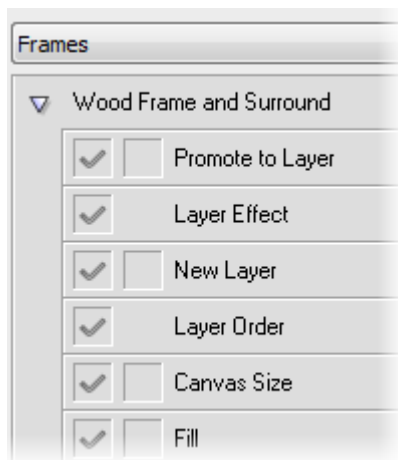 Frames
Wood Frame and Surround
Promote to Layer
Layer Effect
New Layer
Layer Order
Canvas Size
Fill